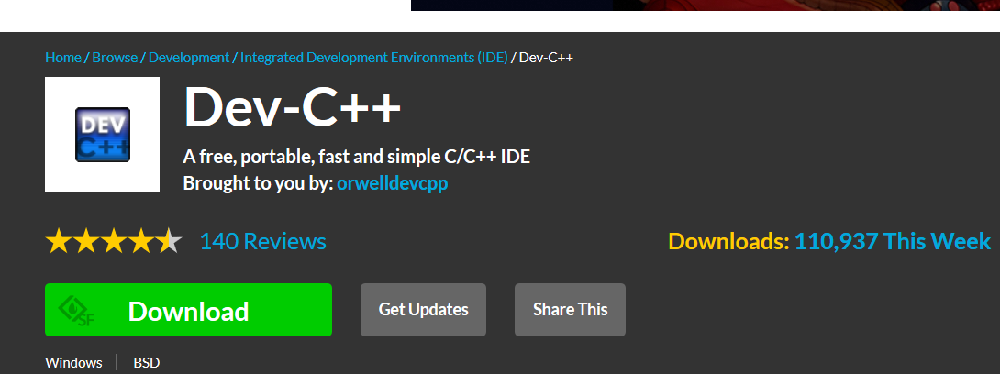 Home / Browse / Development / Integrated Development Environments (IDE) / Dev-C++
DEV
C++
Dev-C++
A free, portable, fast and simple C/C++ IDE
Brought to you by: orwelldevcpp
140 Reviews
Downloads: 110,937 This Week
SF
Download
Get Updates
Share This
Windows
BSD